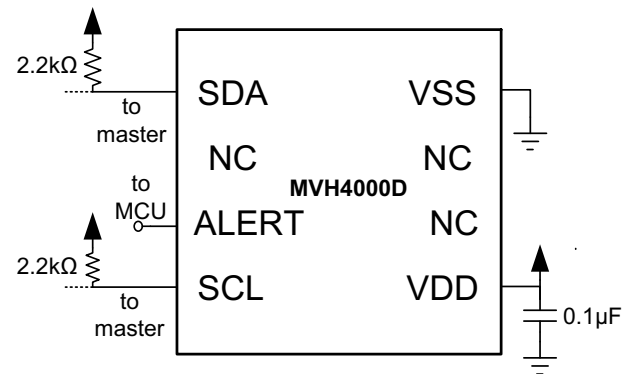 2.2kΩ
to
master
SDA
VSS
NC
NC
to
MCU
MVH4000D
ALERT
NC
2.2kΩ
to
master
SCL
VDD
0.1µF